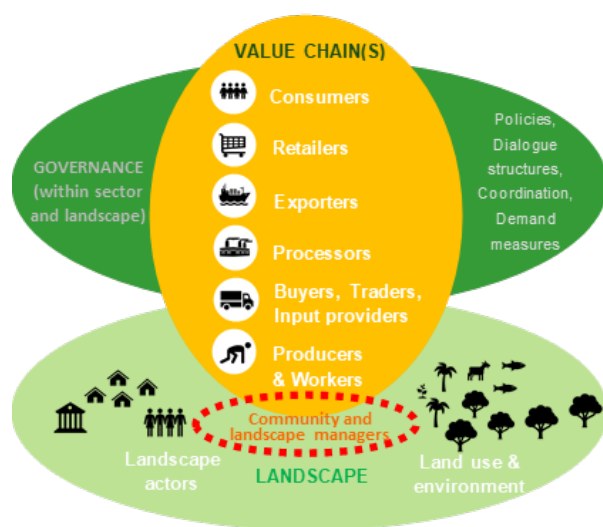 VALUE CHAIN(S)
Consumers
Retailers
Exporters
Processors
Buyers, Traders,
Input providers
Producers
& Workers
GOVERNANCE
(within sector
and landscape)
Policies,
Dialogue
structures,
Coordination,
Demand
measures
Community and
landscape managers
Landscape
actors
LANDSCAPE
Land use &
environment